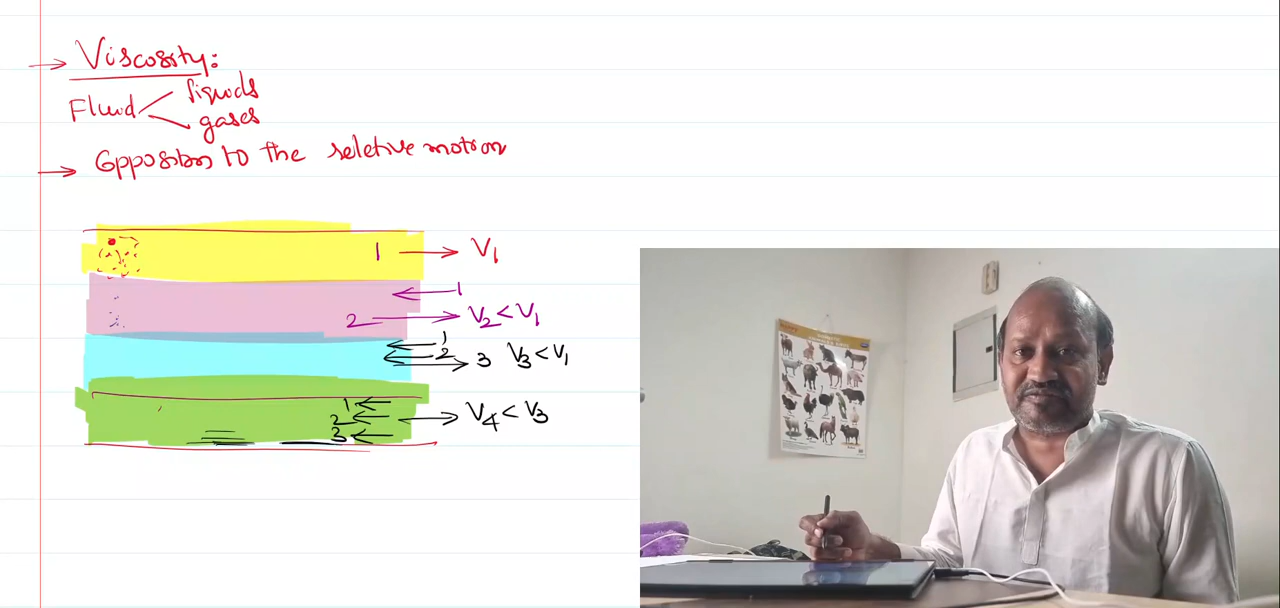 → Viscosity:
Fluid
liquids
gases
→ Opposition to the reletive motion
1 → V1
← 1
2 → V2 < V1
← 1
← 2
→ 3 V3 < V1
1 ←
2 ← → V4 < V3
3 ←